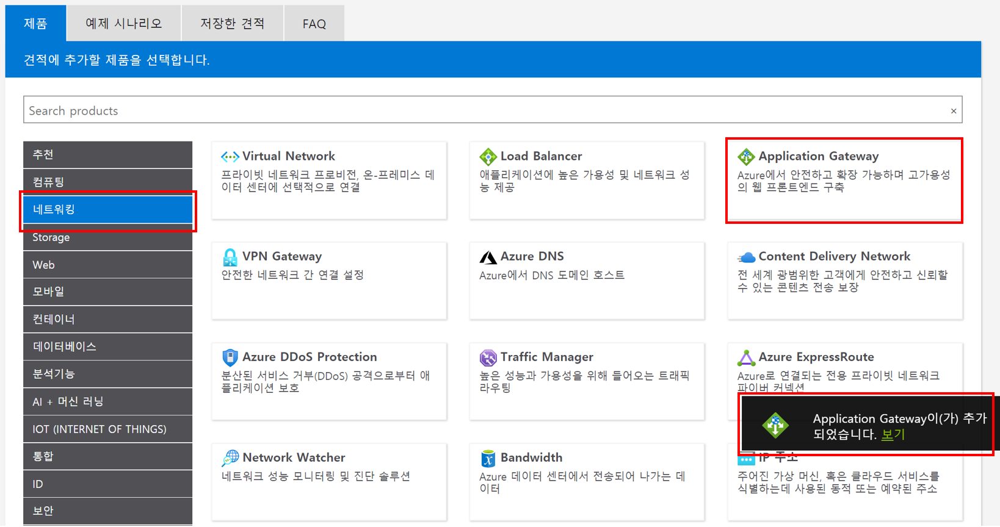 제품
예제 시나리오
저장한 견적
FAQ
견적에 추가할 제품을 선택합니다.
Search products
×
추천
컴퓨팅
네트워킹
Storage
Web
모바일
컨테이너
데이터베이스
분석기능
AI + 머신 러닝
IOT (INTERNET OF THINGS)
통합
ID
보안
Virtual Network
프라이빗 네트워크 프로비전, 온-프레미스 데
이터 센터에 선택적으로 연결
Load Balancer
애플리케이션에 높은 가용성 및 네트워크 성
능 제공
Application Gateway
Azure에서 안전하고 확장 가능하며 고가용성
의 웹 프론트엔드 구축
VPN Gateway
안전한 네트워크 간 연결 설정
Azure DNS
Azure에서 DNS 도메인 호스트
Content Delivery Network
전 세계 광범위한 고객에게 안전하고 신뢰할
수 있는 콘텐츠 전송 보장
Azure DDoS Protection
분산된 서비스 거부(DDoS) 공격으로부터 애
플리케이션 보호
Traffic Manager
높은 성능과 가용성을 위해 들어오는 트래픽
라우팅
Azure ExpressRoute
Azure로 연결되는 전용 프라이빗 네트워크
파이버 커넥션
Application Gateway이(가) 추가
되었습니다. 보기
Network Watcher
네트워크 성능 모니터링 및 진단 솔루션
Bandwidth
Azure 데이터 센터에서 전송되어 나가는 데
이터
IP 주소
주어진 가상 머신, 혹은 클라우드 서비스를
식별하는데 사용된 동적 또는 예약된 주소